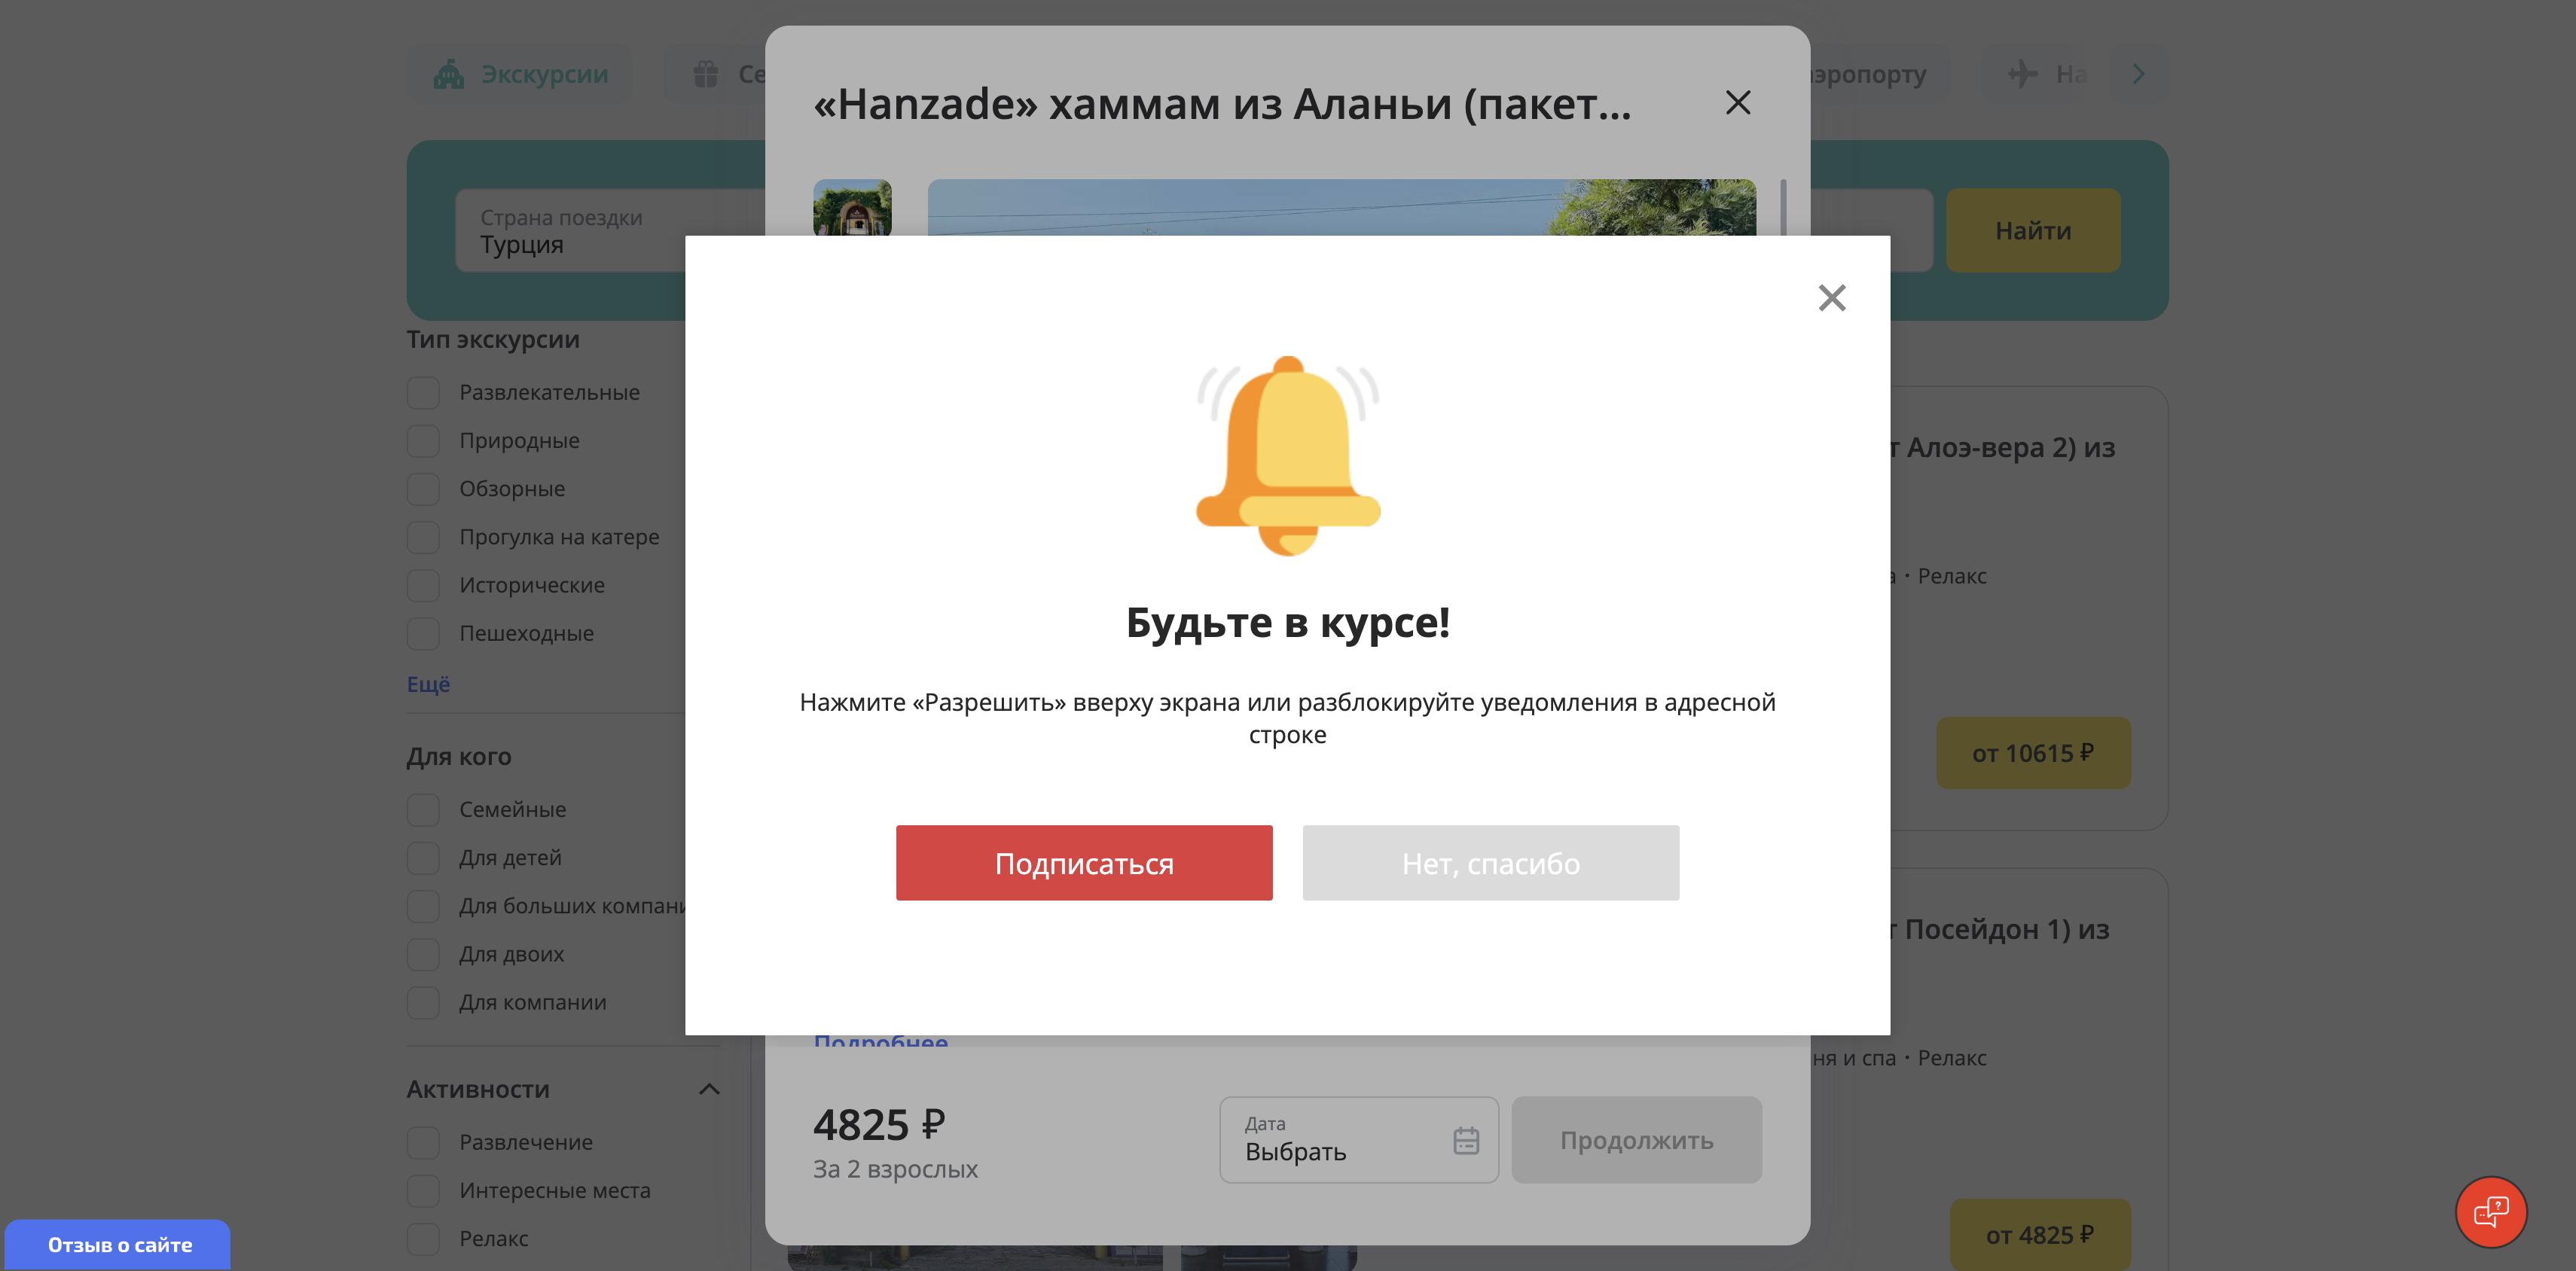 Экскурсии
Се
аэропорту
На
«Hanzade» хаммам из Аланьи (пакет...
Страна поездки
Турция
Найти
Тип экскурсии
Развлекательные
Природные
Обзорные
Прогулка на катере
Исторические
Пешеходные
Ещё
Для кого
Семейные
Для детей
Для больших компани
Для двоих
Для компании
Активности
Развлечение
Интересные места
Релакс
Отзыв о сайте
Будьте в курсе!
Нажмите «Разрешить» вверху экрана или разблокируйте уведомления в адресной
строке
Подписаться
Нет, спасибо
Подробнее
4825 ₽
За 2 взрослых
Дата
Выбрать
Продолжить
т Алоэ-вера 2) из
а · Релакс
от 10615 ₽
т Посейдон 1) из
ня и спа · Релакс
от 4825 ₽